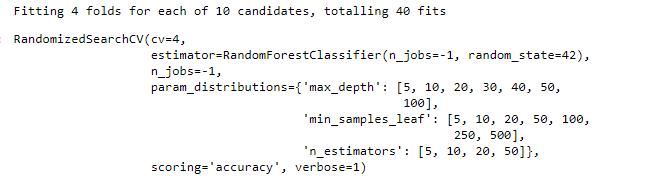 Fitting 4 folds for each of 10 candidates, totalling 40 fits
RandomizedSearchCV(cv=4,
                   estimator=RandomForestClassifier(n_jobs=-1, random_state=42),
                   n_jobs=-1,
                   param_distributions={'max_depth': [5, 10, 20, 30, 40, 50,
                                                      100],
                                        'min_samples_leaf': [5, 10, 20, 50, 100,
                                                             250, 500],
                                        'n_estimators': [5, 10, 20, 50]},
                   scoring='accuracy', verbose=1)